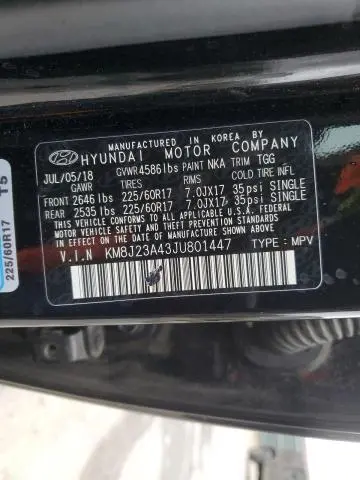 MANUFACTURED IN KOREA BY
HYUNDAI MOTOR COMPANY
JUL/05/18 GVWR4586lbs PAINT NKA TRIM TGG
GAWR TIRES RIMS COLD TIRE INFL
FRONT 2646 lbs 225/60R17 7.0JX17 35psi SINGLE
REAR 2535 lbs 225/60R17 7.0JX17 35psi SINGLE
THIS VEHICLE CONFORMS TO ALL APPLICABLE
U.S. FEDERAL MOTOR VEHICLE SAFETY, BUMPER
AND THEFT PREVENTION STANDARDS IN EFFECT
ON THE DATE OF MANUFACTURE SHOWN ABOVE.
V.I.N KM8J23A43JU801447 TYPE : MPV
T5
225/60R17